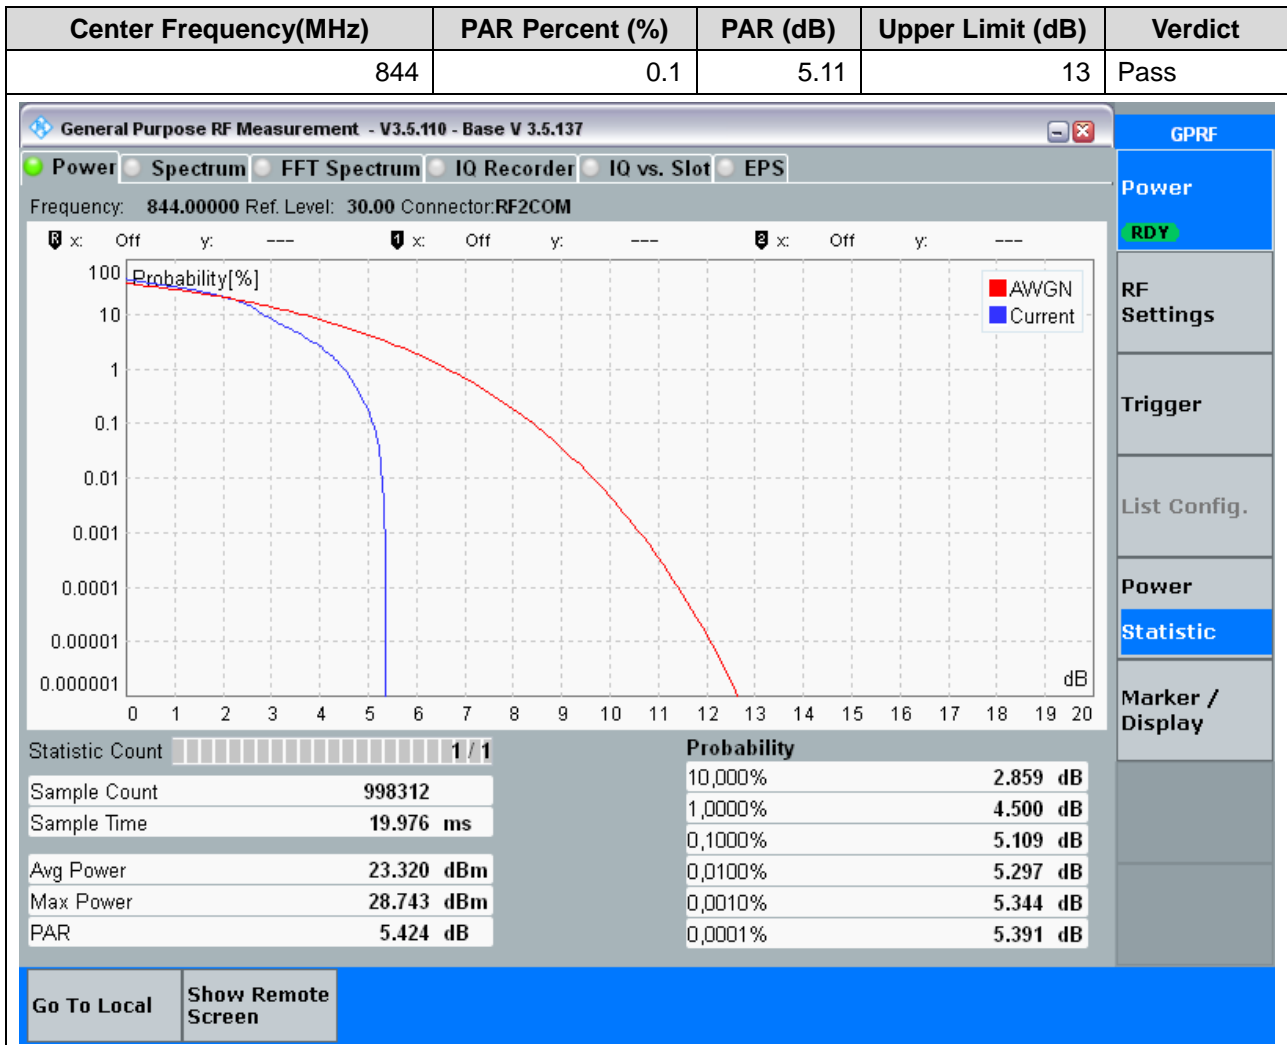 Center Frequency(MHz) PAR Percent (%) PAR (dB) Upper Limit (dB) Verdict
844 0.1 5.11 13 Pass
General Purpose RF Measurement - V3.5.110 - Base V 3.5.137
GPRF
Power Spectrum FFT Spectrum IQ Recorder IQ vs. Slot EPS
Frequency: 844.00000 Ref. Level: 30.00 Connector:RF2COM
R x: Off y: --- 1 x: Off y: --- 2 x: Off y: ---
Probability[%]
AWGN
Current
100
10
1
0.1
0.01
0.001
0.0001
0.00001
0.000001
dB
0 1 2 3 4 5 6 7 8 9 10 11 12 13 14 15 16 17 18 19 20
Statistic Count 1 / 1
Sample Count 998312
Sample Time 19.976 ms
Avg Power 23.320 dBm
Max Power 28.743 dBm
PAR 5.424 dB
Probability
10,000% 2.859 dB
1,0000% 4.500 dB
0,1000% 5.109 dB
0,0100% 5.297 dB
0,0010% 5.344 dB
0,0001% 5.391 dB
Power
RDY
RF
Settings
Trigger
List Config.
Power
Statistic
Marker /
Display
Go To Local
Show Remote
Screen